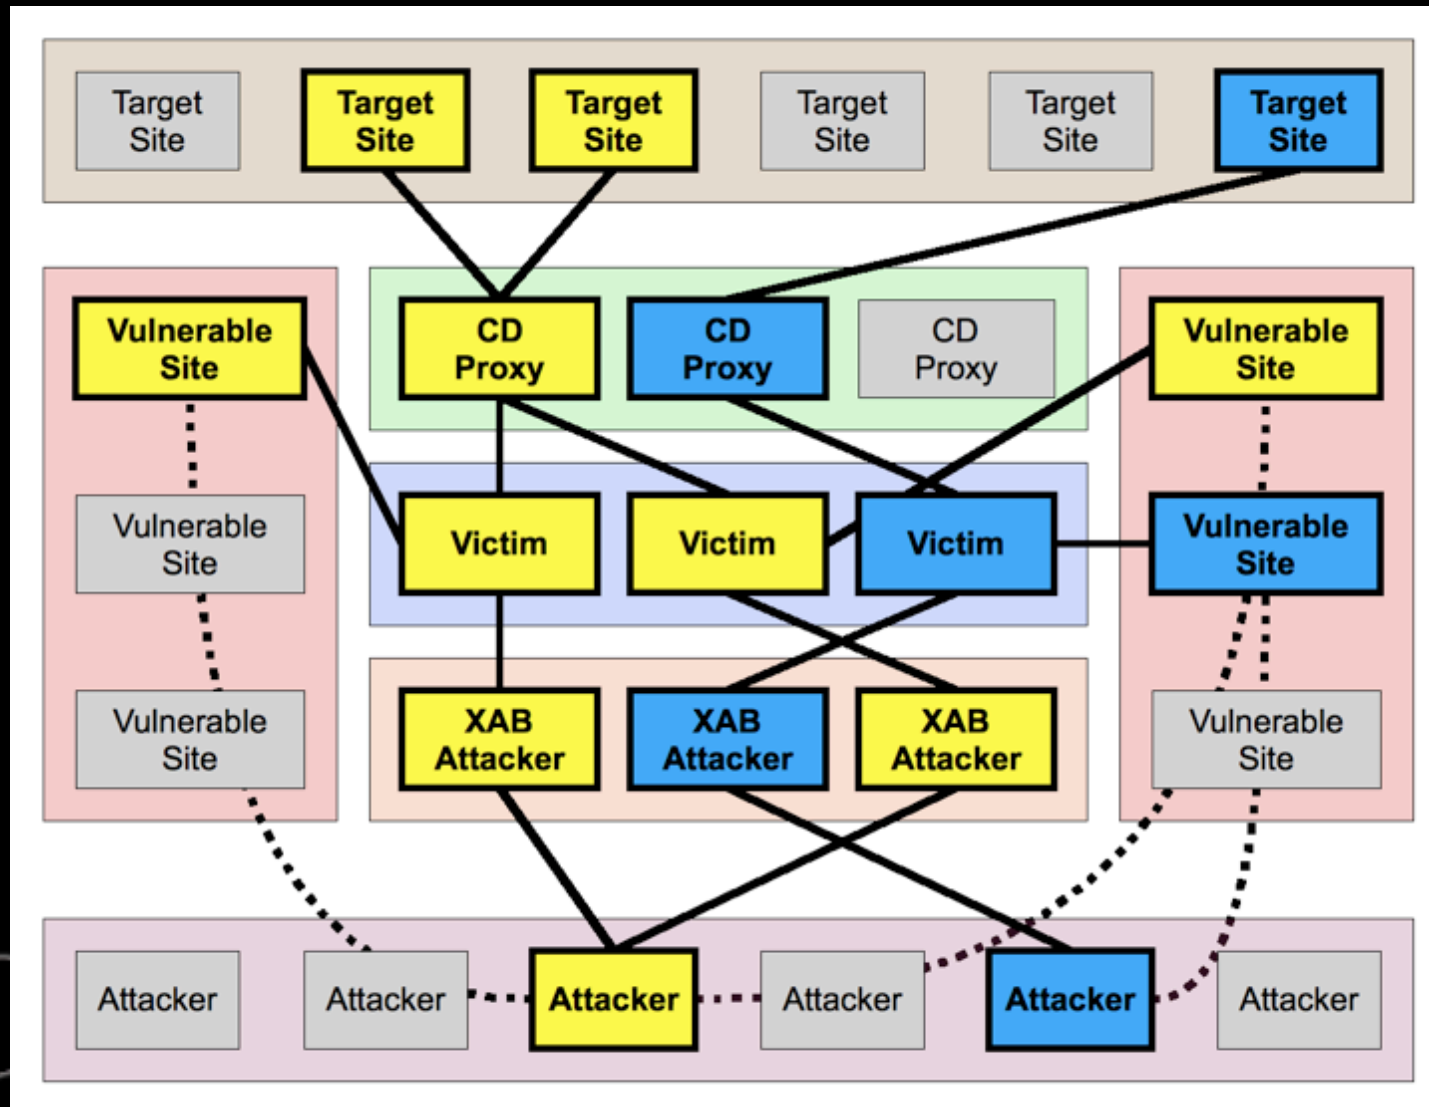 Target
Site
Target
Site
Target
Site
Target
Site
Target
Site
Target
Site
Vulnerable
Site
CD
Proxy
CD
Proxy
CD
Proxy
Vulnerable
Site
Vulnerable
Site
Victim
Victim
Victim
Vulnerable
Site
Vulnerable
Site
XAB
Attacker
XAB
Attacker
XAB
Attacker
Vulnerable
Site
Attacker
Attacker
Attacker
Attacker
Attacker
Attacker